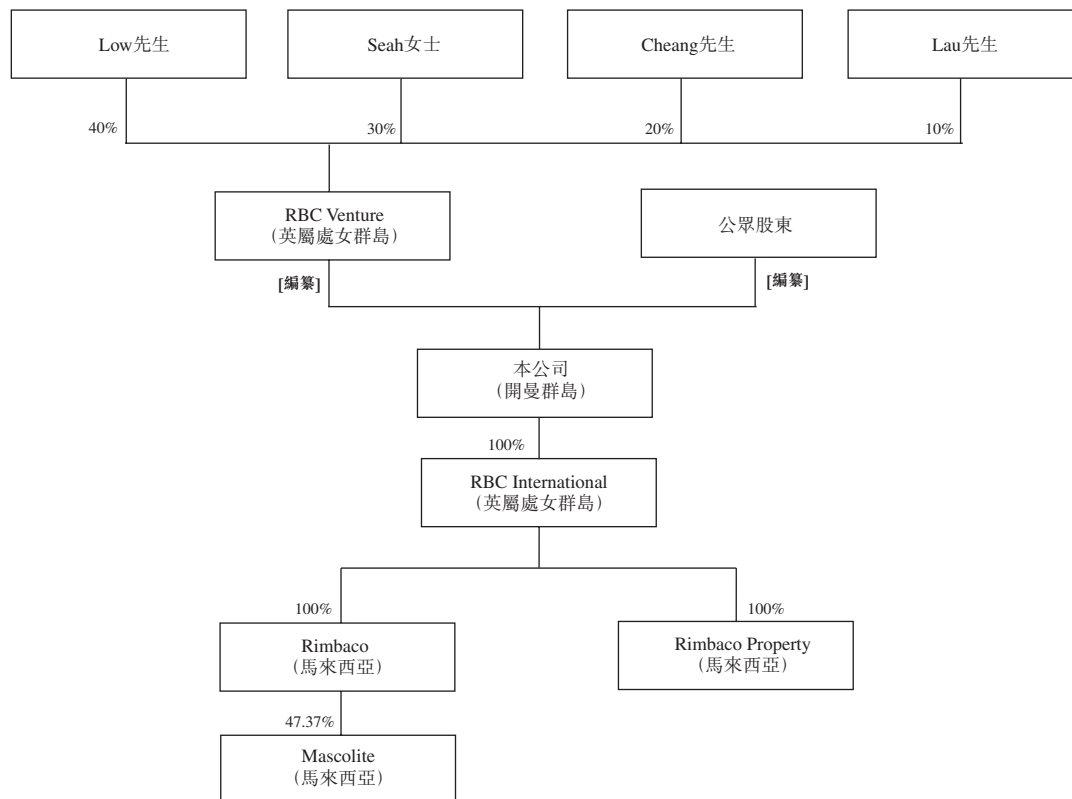 Low先生
Seah女士
Cheang先生
Lau先生
40%
30%
20%
10%
RBC Venture
(英屬處女群島)
公眾股東
[編纂]
[編纂]
本公司
(開曼群島)
100%
RBC International
(英屬處女群島)
100%
100%
Rimbaco
(馬來西亞)
Rimbaco Property
(馬來西亞)
47.37%
Mascolite
(馬來西亞)